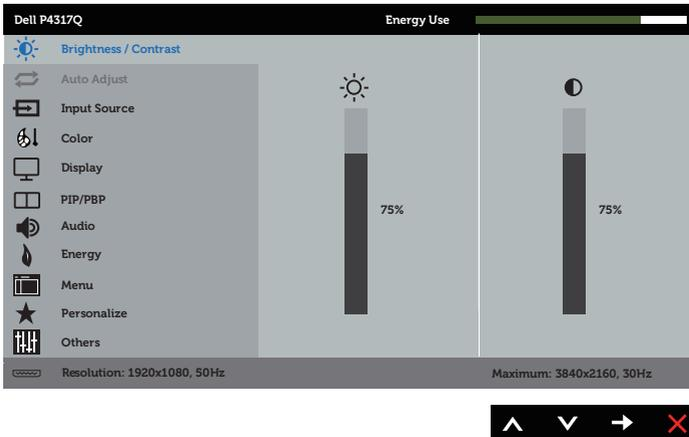 Dell P4317Q
Energy Use
Brightness / Contrast
Auto Adjust
Input Source
Color
Display
PIP/PBP
Audio
Energy
Menu
Personalize
Others
75%
75%
Resolution: 1920x1080, 50Hz
Maximum: 3840x2160, 30Hz